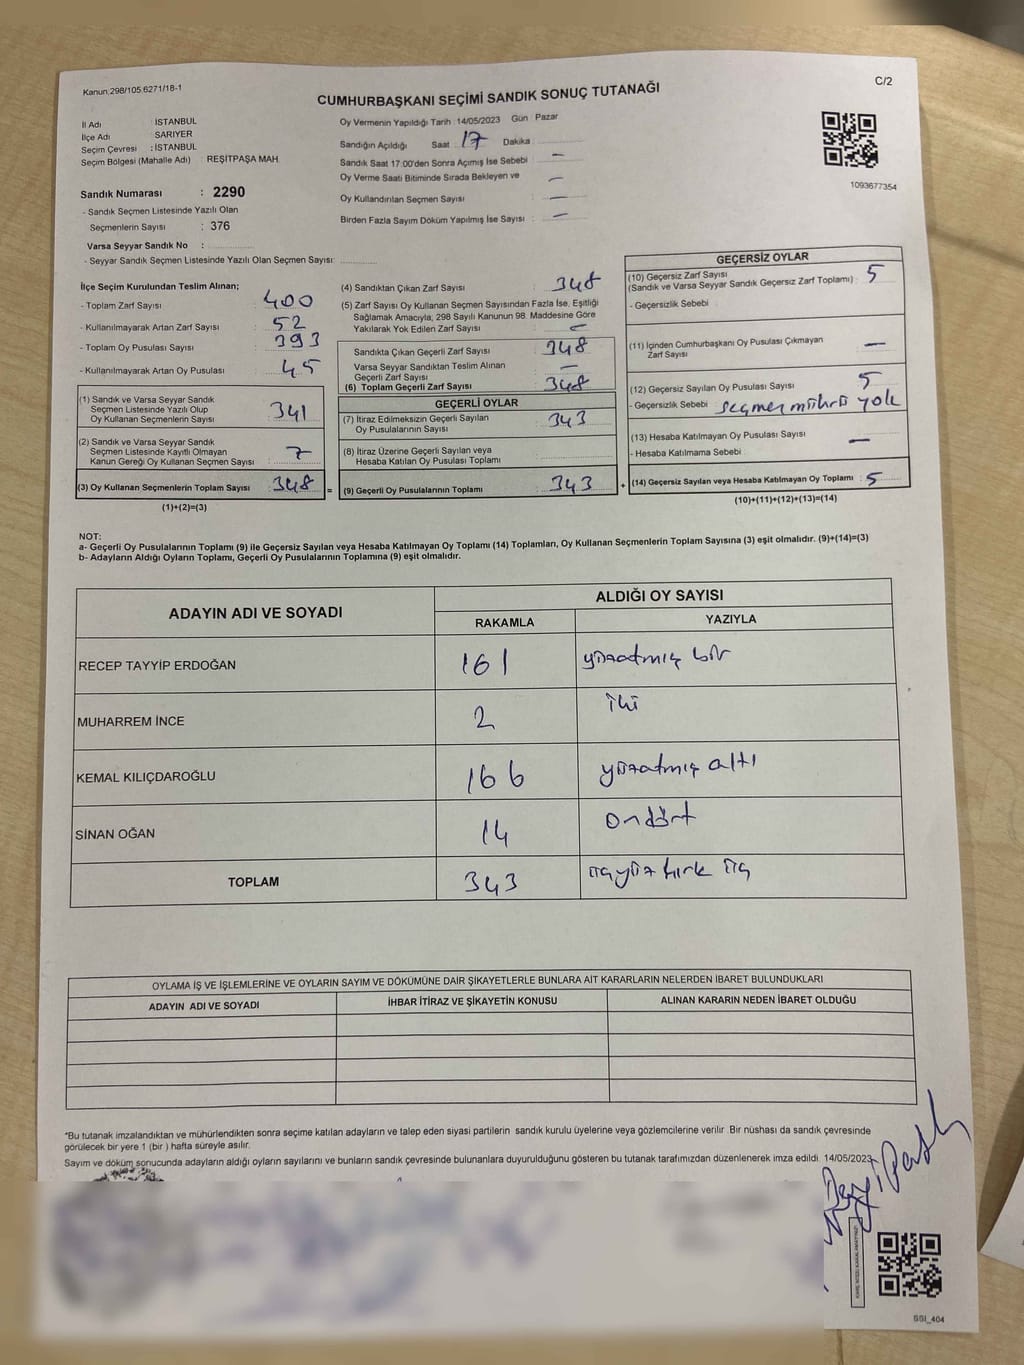 Kanun:298/105.6271/18-1
C/2
CUMHURBAŞKANI SEÇİMİ SANDIK SONUÇ TUTANAĞI
İl Adı : İSTANBUL
İlçe Adı SARIYER
Seçim Çevresi : İSTANBUL
Seçim Bölgesi (Mahalle Adı) : REŞİTPAŞA MAH.
Sandık Numarası : 2290
- Sandık Seçmen Listesinde Yazılı Olan
Seçmenlerin Sayısı : 376
Varsa Seyyar Sandık No :
- Seyyar Sandık Seçmen Listesinde Yazılı Olan Seçmen Sayısı:
Oy Vermenin Yapıldığı Tarih :14/05/2023 Gün : Pazar
Sandığın Açıldığı Saat : 17 Dakika :
Sandık Saat 17:00'den Sonra Açımış İse Sebebi : —
Oy Verme Saati Bitiminde Sırada Bekleyen ve —
Oy Kullandırılan Seçmen Sayısı : —
Birden Fazla Sayım Döküm Yapılmış İse Sayısı : —
1093677354
İlçe Seçim Kurulundan Teslim Alınan;
- Toplam Zarf Sayısı : 400
- Kullanılmayarak Artan Zarf Sayısı : 52
- Toplam Oy Pusulası Sayısı : 393
- Kullanılmayarak Artan Oy Pusulası : 45
(1) Sandık ve Varsa Seyyar Sandık
Seçmen Listesinde Yazılı Olup
Oy Kullanan Seçmenlerin Sayısı : 341
(2) Sandık ve Varsa Seyyar Sandık
Seçmen Listesinde Kayıtlı Olmayan
Kanun Gereği Oy Kullanan Seçmen Sayısı : 7
(3) Oy Kullanan Seçmenlerin Toplam Sayısı : 348 =
(1)+(2)=(3)
(4) Sandıktan Çıkan Zarf Sayısı : 348
(5) Zarf Sayısı Oy Kullanan Seçmen Sayısından Fazla İse, Eşitliği
Sağlamak Amacıyla; 298 Sayılı Kanunun 98. Maddesine Göre
Yakılarak Yok Edilen Zarf Sayısı : —
Sandıkta Çıkan Geçerli Zarf Sayısı : 348
Varsa Seyyar Sandıktan Teslim Alınan
Geçerli Zarf Sayısı : —
(6) Toplam Geçerli Zarf Sayısı : 348
GEÇERLİ OYLAR
(7) İtiraz Edilmeksizin Geçerli Sayılan
Oy Pusulalarının Sayısı : 343
(8) İtiraz Üzerine Geçerli Sayılan veya
Hesaba Katılan Oy Pusulası Toplamı :
(9) Geçerli Oy Pusulalarının Toplamı : 343 +
GEÇERSİZ OYLAR
(10) Geçersiz Zarf Sayısı
(Sandık ve Varsa Seyyar Sandık Geçersiz Zarf Toplamı) : 5
- Geçersizlik Sebebi :
(11) İçinden Cumhurbaşkanı Oy Pusulası Çıkmayan
Zarf Sayısı : —
(12) Geçersiz Sayılan Oy Pusulası Sayısı : 5
- Geçersizlik Sebebi : seçmen mührü yok
(13) Hesaba Katılmayan Oy Pusulası Sayısı : —
- Hesaba Katılmama Sebebi :
(14) Geçersiz Sayılan veya Hesaba Katılmayan Oy Toplamı : 5
(10)+(11)+(12)+(13)=(14)
NOT:
a- Geçerli Oy Pusulalarının Toplamı (9) ile Geçersiz Sayılan veya Hesaba Katılmayan Oy Toplamı (14) Toplamları, Oy Kullanan Seçmenlerin Toplam Sayısına (3) eşit olmalıdır. (9)+(14)=(3)
b- Adayların Aldığı Oyların Toplamı, Geçerli Oy Pusulalarının Toplamına (9) eşit olmalıdır.
ADAYIN ADI VE SOYADI
ALDIĞI OY SAYISI
RAKAMLA YAZIYLA
RECEP TAYYİP ERDOĞAN 161 yüzatmış bir
MUHARREM İNCE 2 iki
KEMAL KILIÇDAROĞLU 166 yüzatmış altı
SİNAN OĞAN 14 ondört
TOPLAM 343 üçyüz kırk üç
OYLAMA İŞ VE İŞLEMLERİNE VE OYLARIN SAYIM VE DÖKÜMÜNE DAİR ŞİKAYETLERLE BUNLARA AİT KARARLARIN NELERDEN İBARET BULUNDUKLARI
ADAYIN ADI VE SOYADI İHBAR İTİRAZ VE ŞİKAYETİN KONUSU ALINAN KARARIN NEDEN İBARET OLDUĞU
*Bu tutanak imzalandıktan ve mühürlendikten sonra seçime katılan adayların ve talep eden siyasi partilerin sandık kurulu üyelerine veya gözlemcilerine verilir. Bir nüshası da sandık çevresinde
görülecek bir yere 1 (bir) hafta süreyle asılır.
Sayım ve döküm sonucunda adayların aldığı oyların sayılarını ve bunların sandık çevresinde bulunanlara duyurulduğunu gösteren bu tutanak tarafımızdan düzenlenerek imza edildi. 14/05/2023
SGI_404